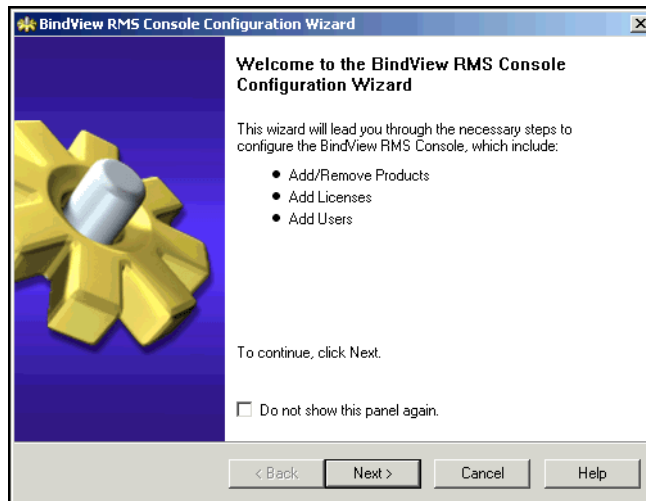 BindView RMS Console Configuration Wizard
Welcome to the BindView RMS Console
Configuration Wizard
This wizard will lead you through the necessary steps to
configure the BindView RMS Console, which include:
● Add/Remove Products
● Add Licenses
● Add Users
To continue, click Next.
Do not show this panel again.
< Back Next > Cancel Help